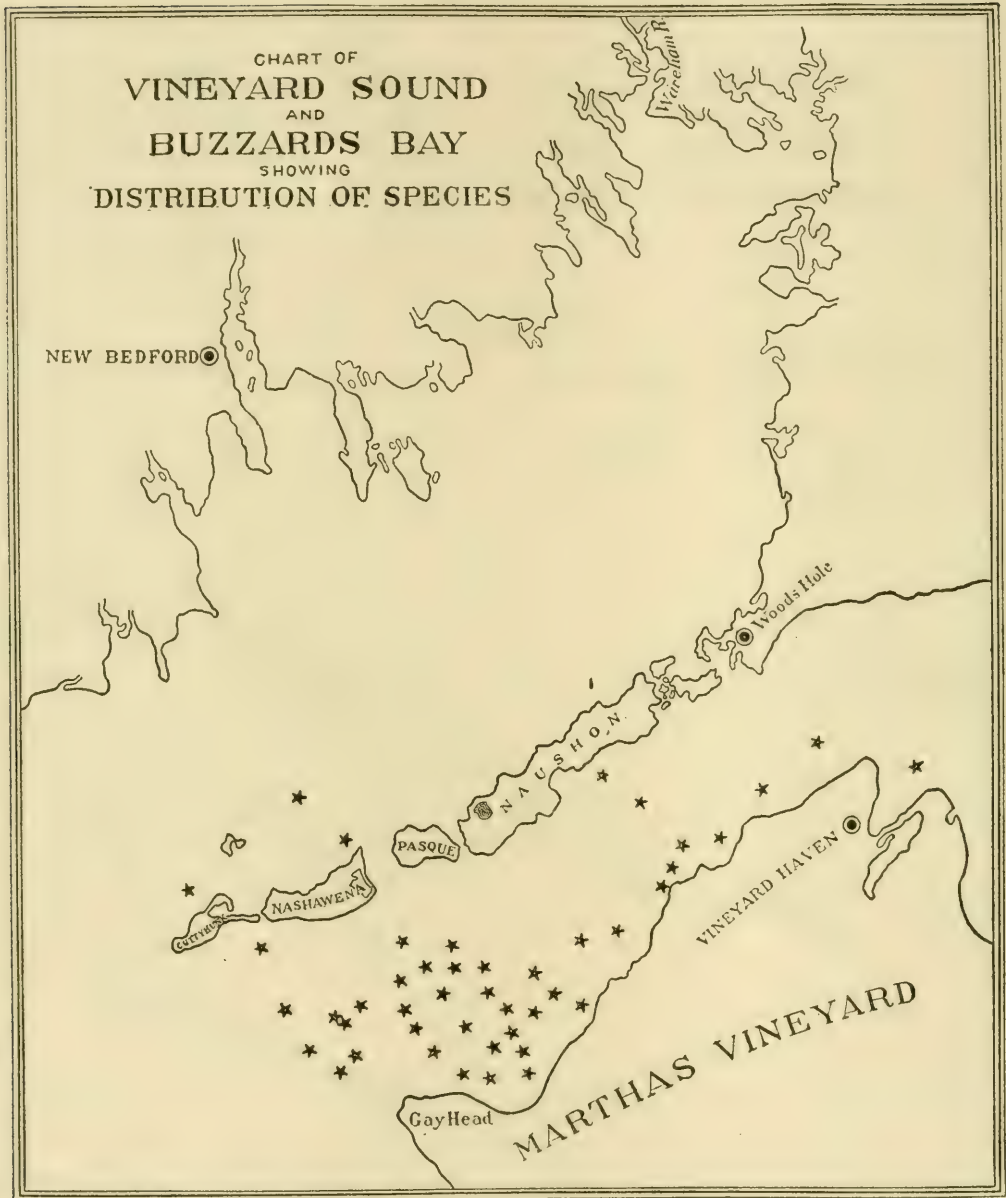 CHART OF
VINEYARD SOUND
AND
BUZZARDS BAY
SHOWING
DISTRIBUTION OF SPECIES
Wareham R.
NEW BEDFORD
Woods Hole
NAUSHON
PASQUE
NASHAWENA
CUTTYHUNK
VINEYARD HAVEN
MARTHAS VINEYARD
Gay Head